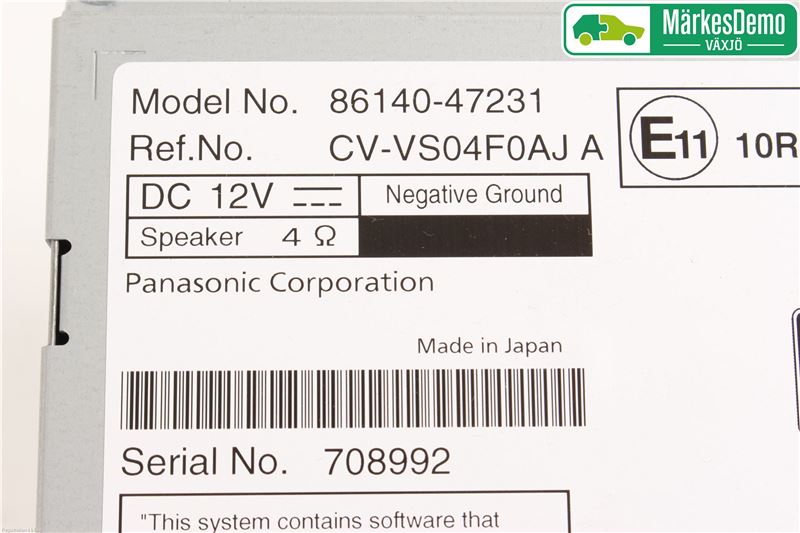 MärkesDemo
VÄXJÖ
Model No. 86140-47231
Ref.No. CV-VS04F0AJ A
E11 10R
DC 12V Negative Ground
Speaker 4 Ω
Panasonic Corporation
Made in Japan
Serial No. 708992
"This system contains software that